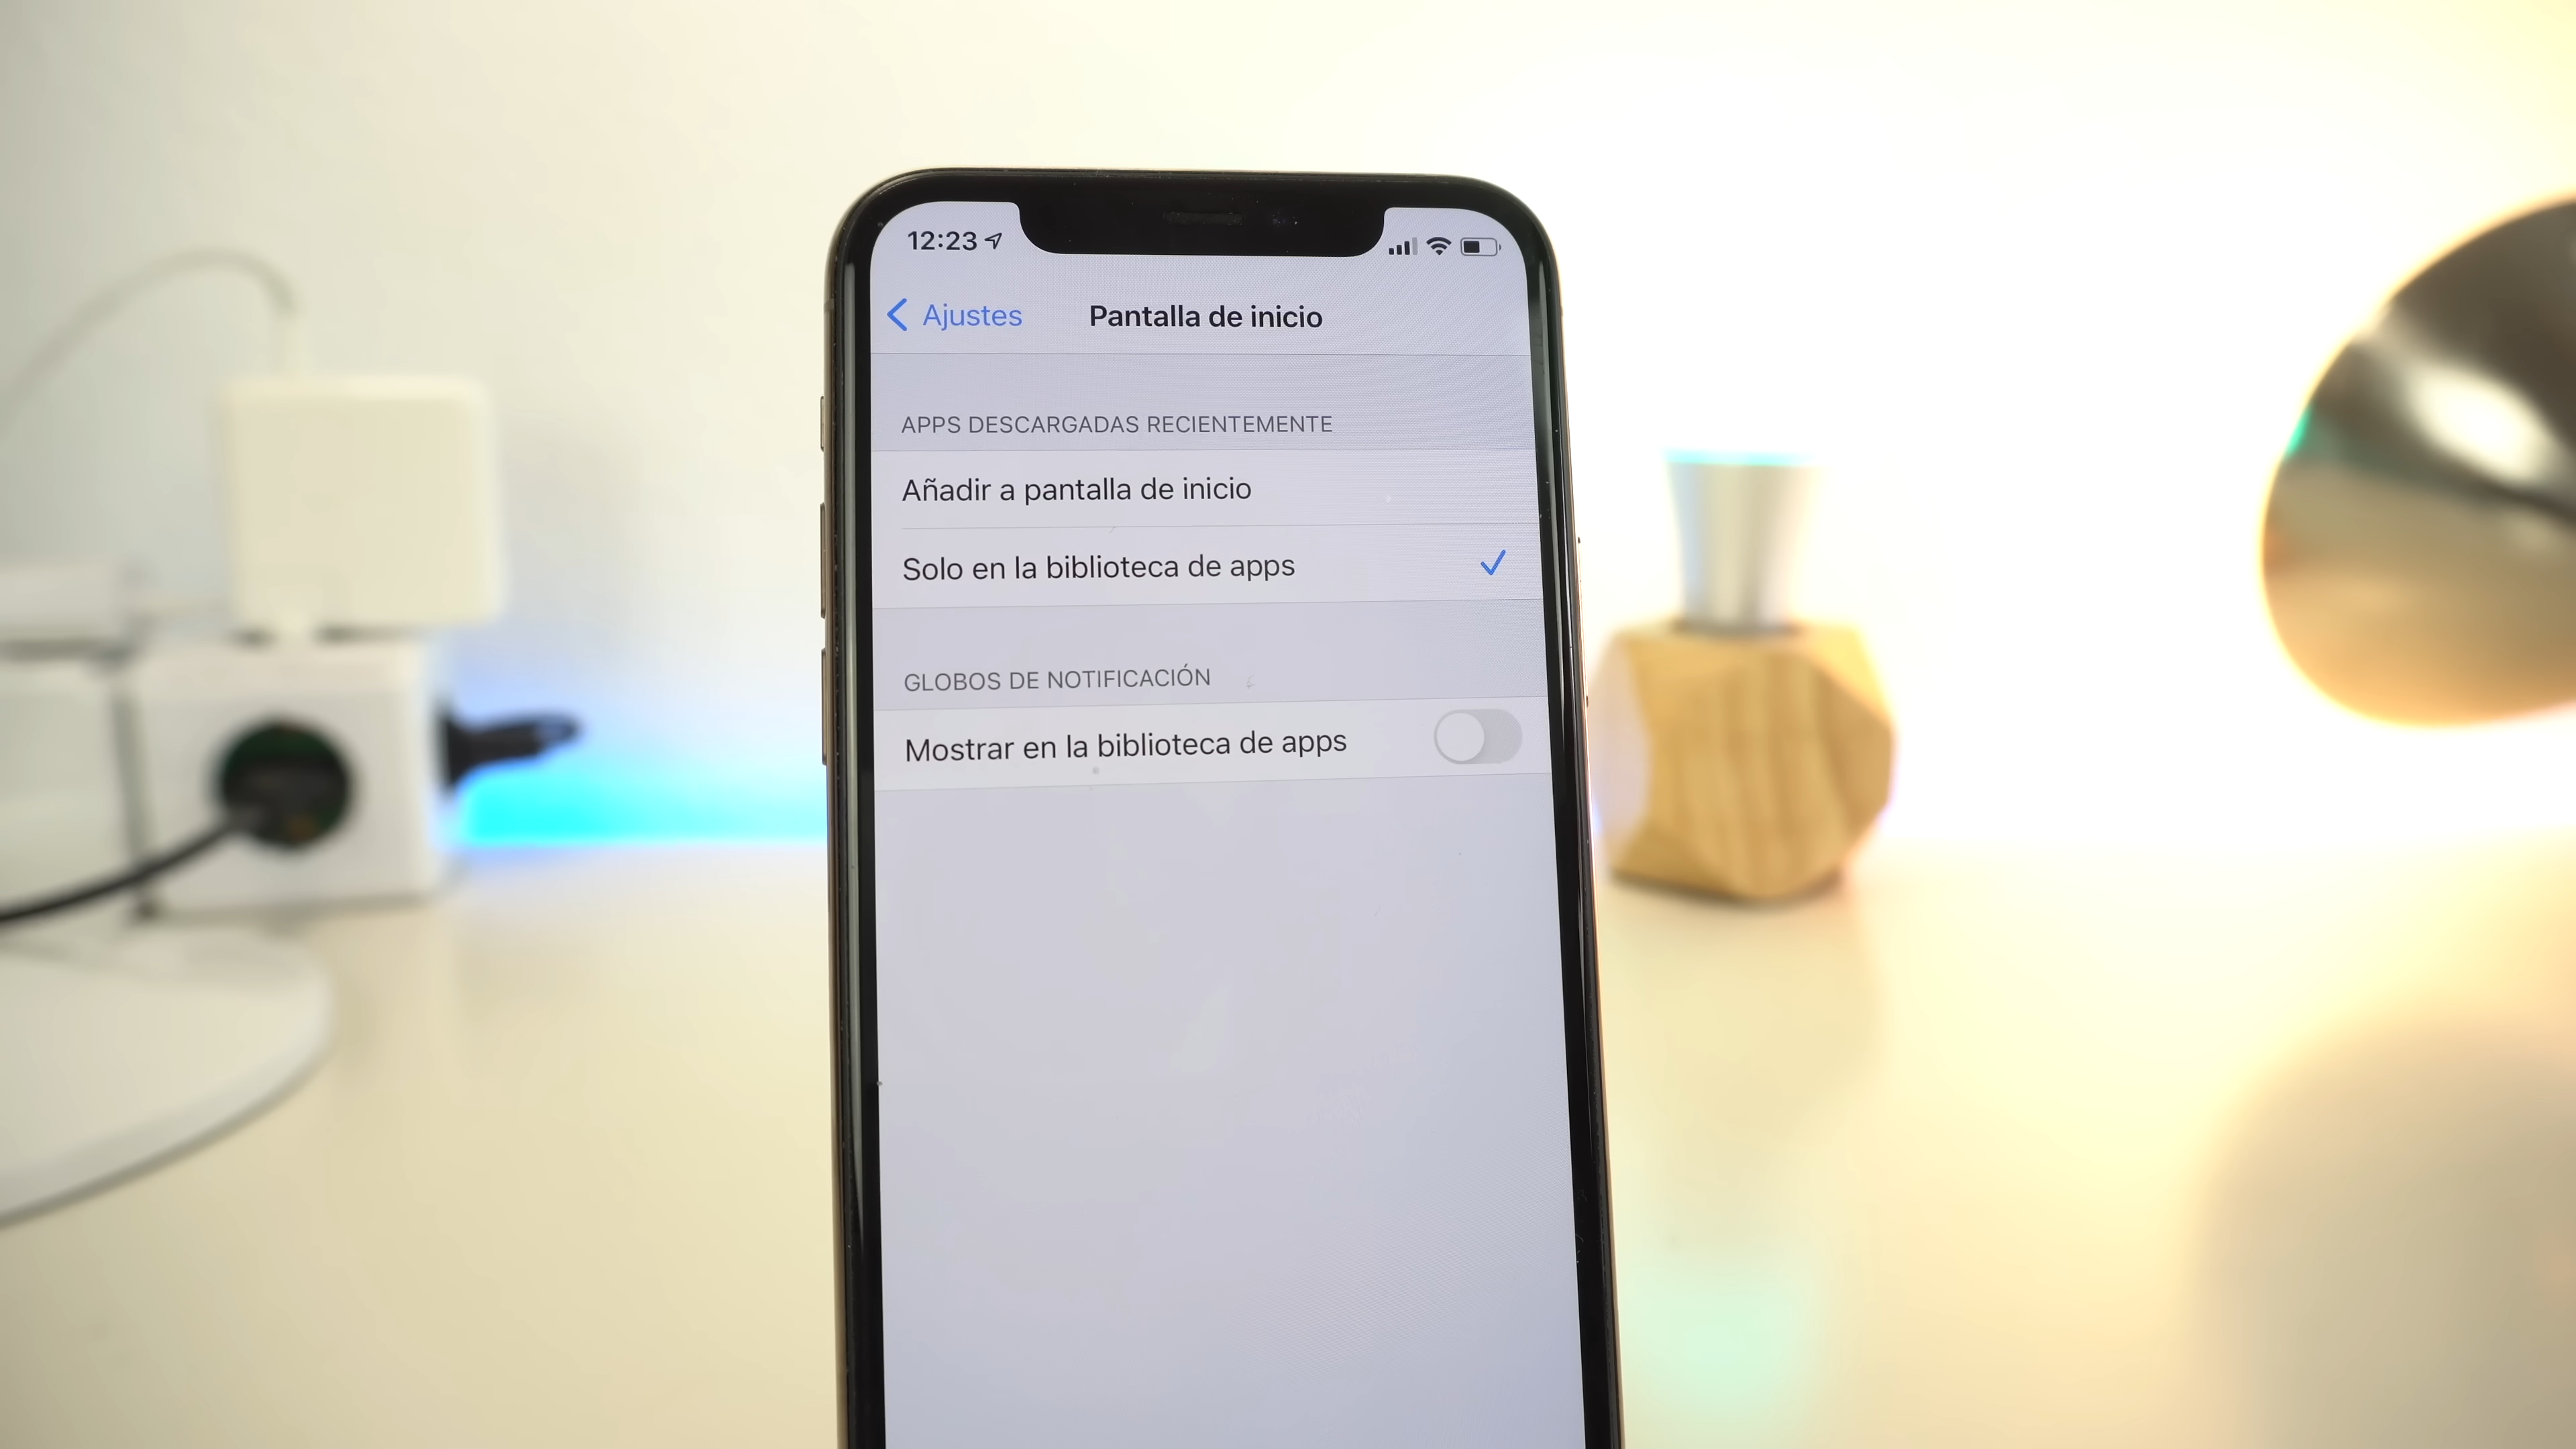 12:23
Ajustes
Pantalla de inicio
APPS DESCARGADAS RECIENTEMENTE
Añadir a pantalla de inicio
Solo en la biblioteca de apps
GLOBOS DE NOTIFICACIÓN
Mostrar en la biblioteca de apps